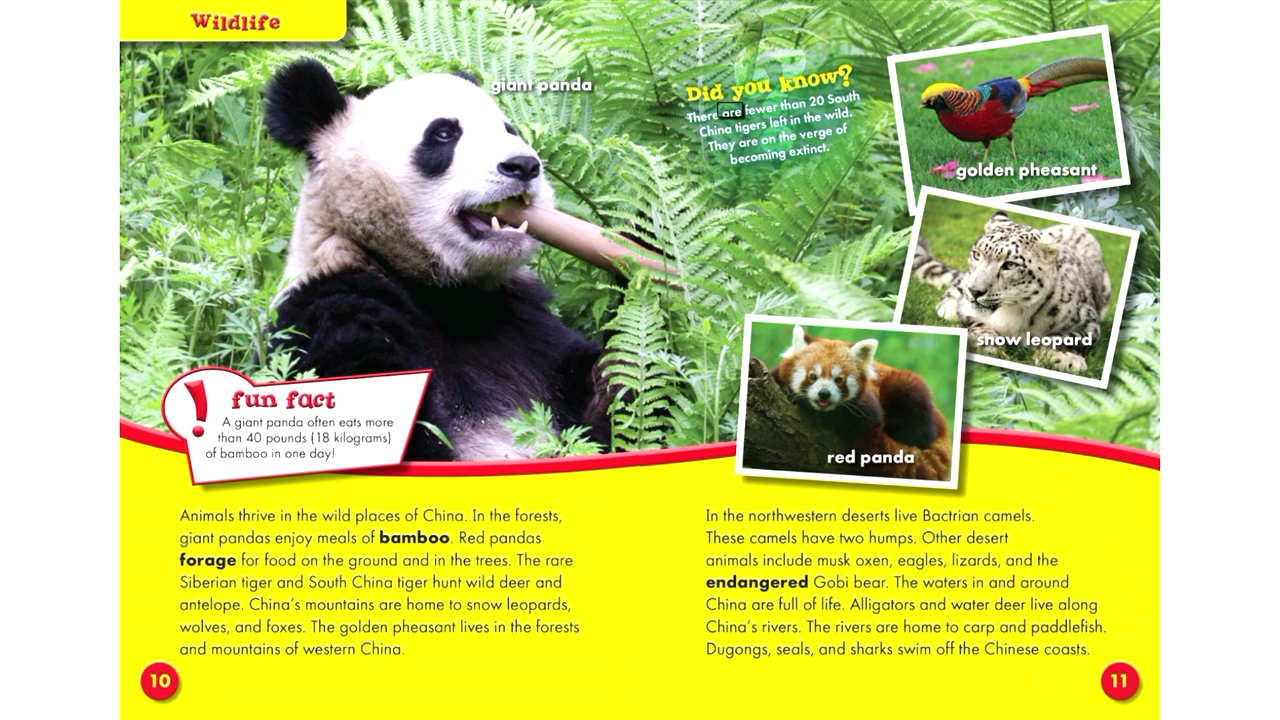 Wildlife
giant panda
Did you know?
There are fewer than 20 South
China tigers left in the wild.
They are on the verge of
becoming extinct.
golden pheasant
snow leopard
red panda
!
fun fact
A giant panda often eats more
than 40 pounds (18 kilograms)
of bamboo in one day!
Animals thrive in the wild places of China. In the forests,
giant pandas enjoy meals of bamboo. Red pandas
forage for food on the ground and in the trees. The rare
Siberian tiger and South China tiger hunt wild deer and
antelope. China's mountains are home to snow leopards,
wolves, and foxes. The golden pheasant lives in the forests
and mountains of western China.
In the northwestern deserts live Bactrian camels.
These camels have two humps. Other desert
animals include musk oxen, eagles, lizards, and the
endangered Gobi bear. The waters in and around
China are full of life. Alligators and water deer live along
China's rivers. The rivers are home to carp and paddlefish.
Dugongs, seals, and sharks swim off the Chinese coasts.
10
11